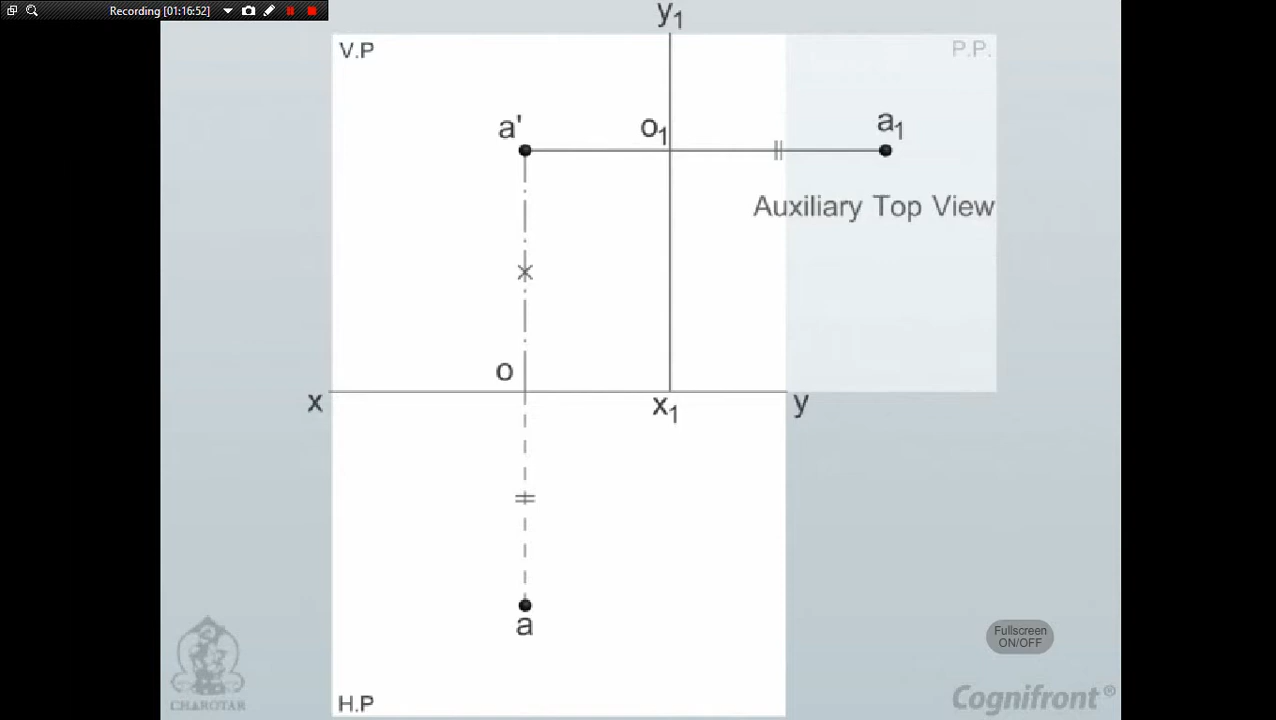 Recording [01:16:52]
y₁
V.P
P.P.
a'
o₁
a₁
Auxiliary Top View
o
x
x₁
y
a
Fullscreen
ON/OFF
CHAROTAR
Cognifront®
H.P